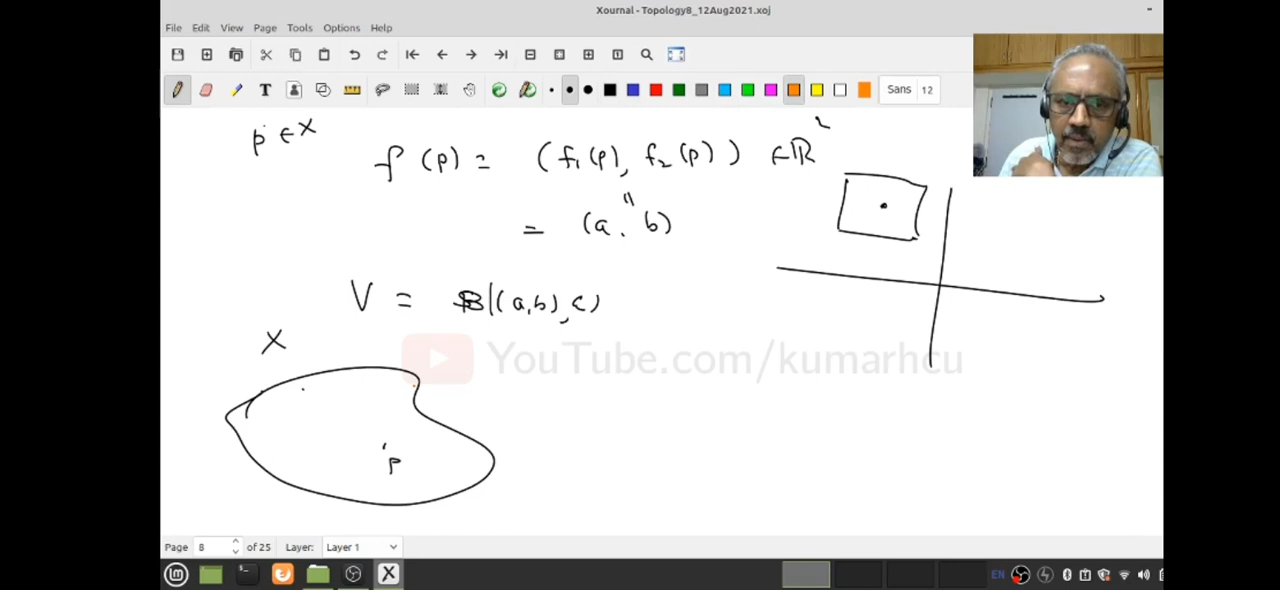 Xournal - Topology8_12Aug2021.xoj
File Edit View Page Tools Options Help
Sans 12
p ∈ X
f(p) = (f₁(p), f₂(p)) ∈ ℝ²
"
= (a, b)
V = B((a,b), ε)
X
YouTube.com/kumarhcu
p
Page 8 of 25 Layer: Layer 1
EN